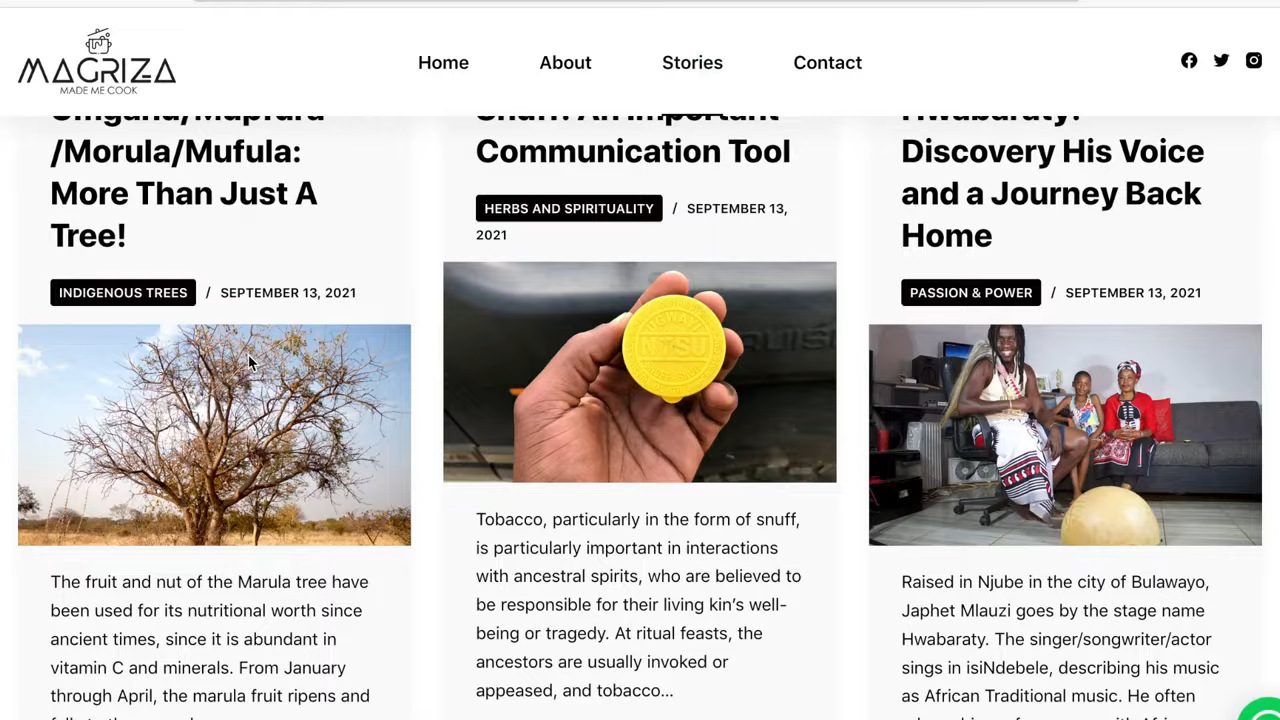 MAGRIZA
MADE ME COOK
Home
About
Stories
Contact
/Morula/Mufula:
More Than Just A
Tree!
INDIGENOUS TREES / SEPTEMBER 13, 2021
The fruit and nut of the Marula tree have
been used for its nutritional worth since
ancient times, since it is abundant in
vitamin C and minerals. From January
through April, the marula fruit ripens and
Snuff: An Important
Communication Tool
HERBS AND SPIRITUALITY / SEPTEMBER 13,
2021
NTSU
Tobacco, particularly in the form of snuff,
is particularly important in interactions
with ancestral spirits, who are believed to
be responsible for their living kin’s well-
being or tragedy. At ritual feasts, the
ancestors are usually invoked or
appeased, and tobacco...
Hwabaraty:
Discovery His Voice
and a Journey Back
Home
PASSION & POWER / SEPTEMBER 13, 2021
Raised in Njube in the city of Bulawayo,
Japhet Mlauzi goes by the stage name
Hwabaraty. The singer/songwriter/actor
sings in isiNdebele, describing his music
as African Traditional music. He often